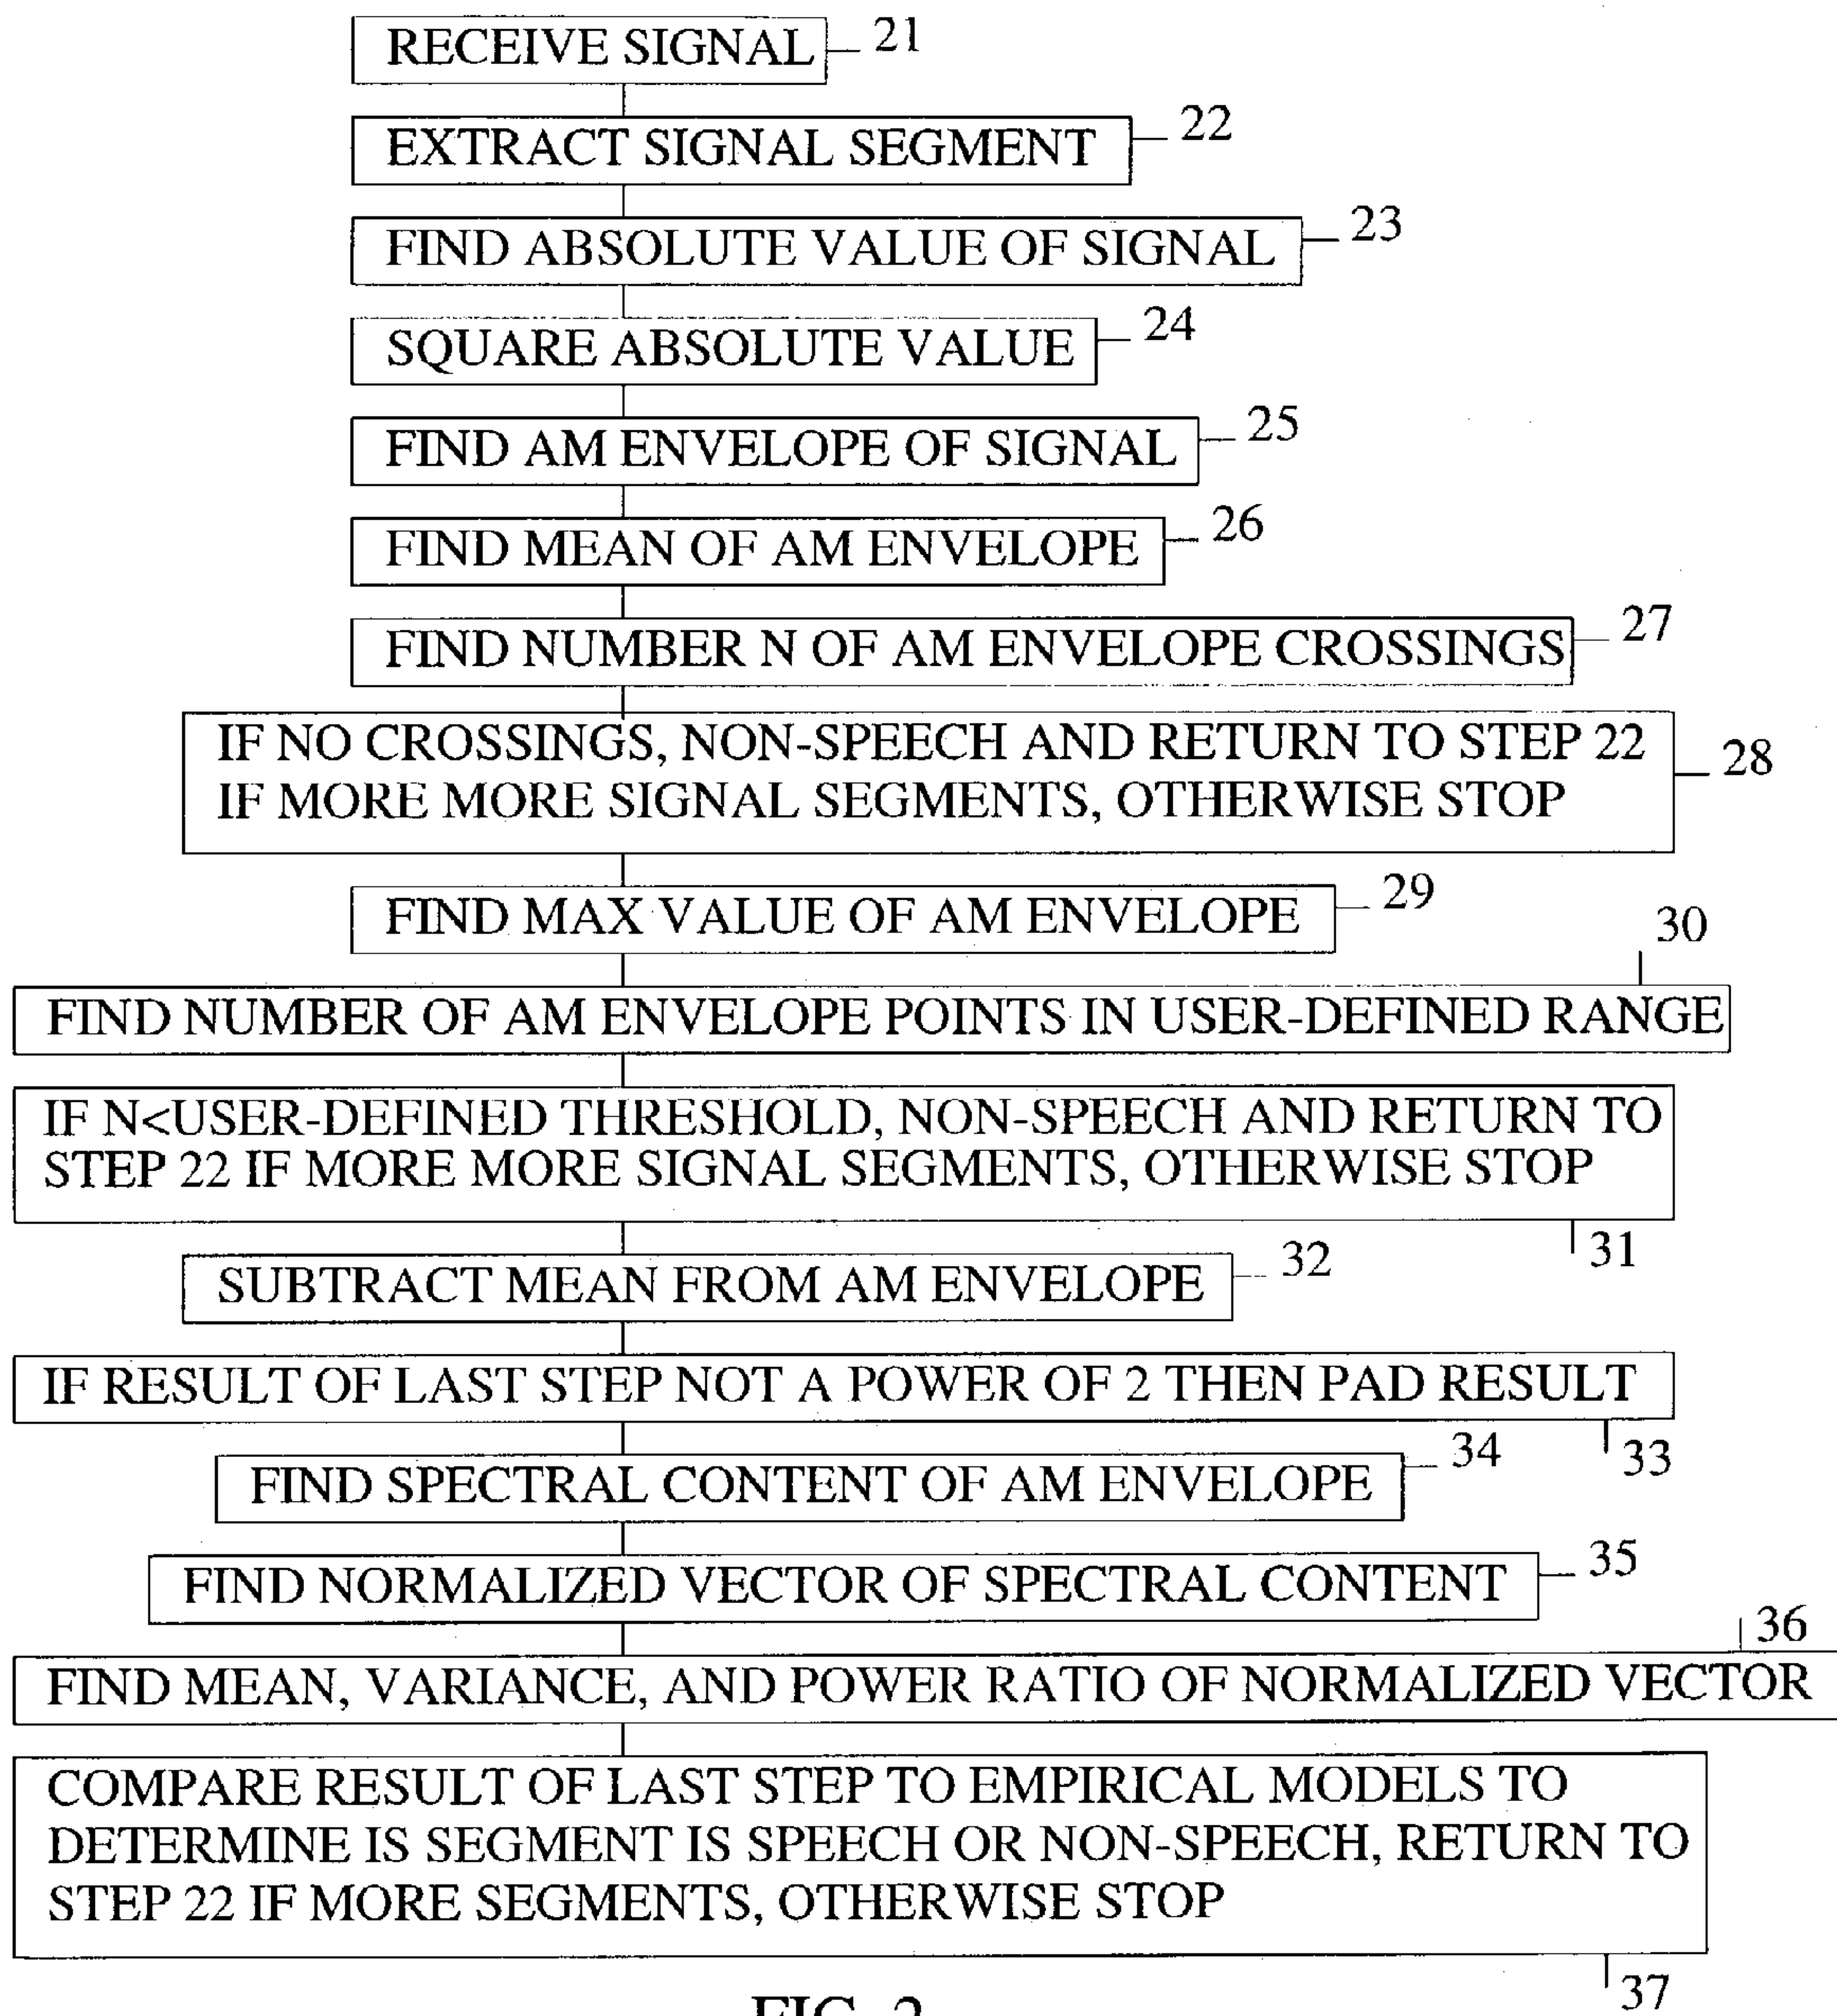 RECEIVE SIGNAL 21
EXTRACT SIGNAL SEGMENT 22
FIND ABSOLUTE VALUE OF SIGNAL 23
SQUARE ABSOLUTE VALUE 24
FIND AM ENVELOPE OF SIGNAL 25
FIND MEAN OF AM ENVELOPE 26
FIND NUMBER N OF AM ENVELOPE CROSSINGS 27
IF NO CROSSINGS, NON-SPEECH AND RETURN TO STEP 22
IF MORE MORE SIGNAL SEGMENTS, OTHERWISE STOP
28
FIND MAX VALUE OF AM ENVELOPE 29
30
FIND NUMBER OF AM ENVELOPE POINTS IN USER-DEFINED RANGE
IF N<USER-DEFINED THRESHOLD, NON-SPEECH AND RETURN TO
STEP 22 IF MORE MORE SIGNAL SEGMENTS, OTHERWISE STOP
31
SUBTRACT MEAN FROM AM ENVELOPE 32
IF RESULT OF LAST STEP NOT A POWER OF 2 THEN PAD RESULT
33
FIND SPECTRAL CONTENT OF AM ENVELOPE 34
FIND NORMALIZED VECTOR OF SPECTRAL CONTENT 35
36
FIND MEAN, VARIANCE, AND POWER RATIO OF NORMALIZED VECTOR
COMPARE RESULT OF LAST STEP TO EMPIRICAL MODELS TO
DETERMINE IS SEGMENT IS SPEECH OR NON-SPEECH, RETURN TO
STEP 22 IF MORE SEGMENTS, OTHERWISE STOP
37
FIG. 2